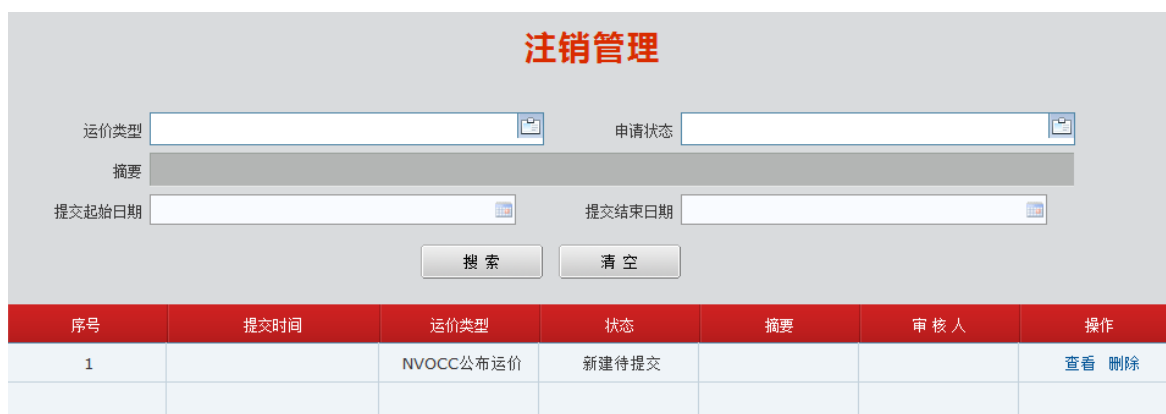 注销管理
运价类型 申请状态
摘要
提交起始日期 提交结束日期
搜索 清空
序号 提交时间 运价类型 状态 摘要 审核人 操作
1 NVOCC公布运价 新建待提交 查看 删除